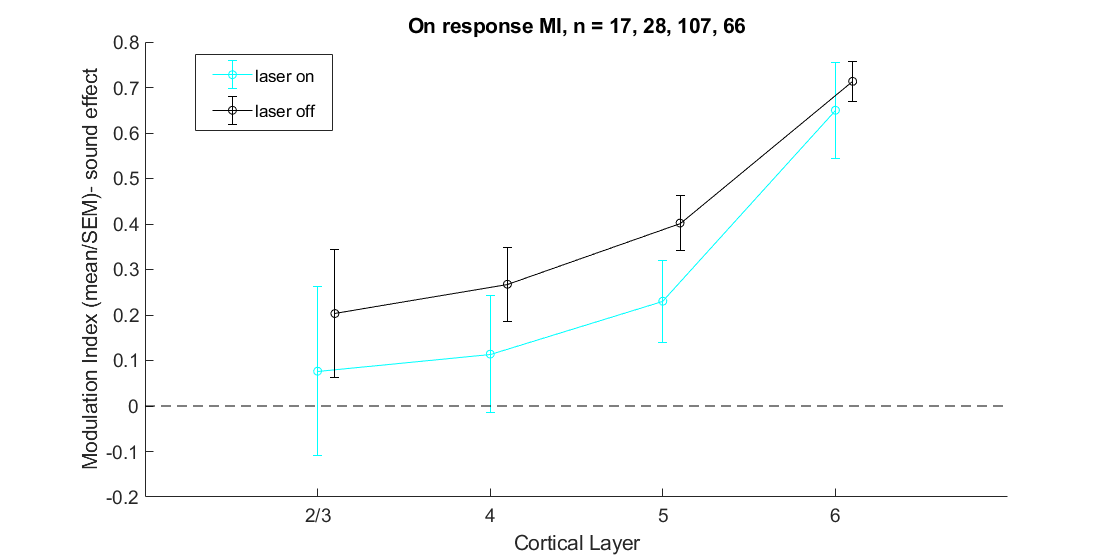 On response MI, n = 17, 28, 107, 66
0.8
0.7
0.6
0.5
0.4
0.3
0.2
0.1
0
-0.1
-0.2
Modulation Index (mean/SEM)- sound effect
laser on
laser off
2/3 4 5 6
Cortical Layer